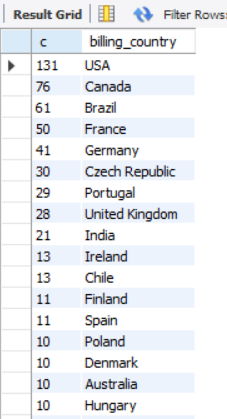 Result Grid Filter Rows:
c billing_country
131 USA
76 Canada
61 Brazil
50 France
41 Germany
30 Czech Republic
29 Portugal
28 United Kingdom
21 India
13 Ireland
13 Chile
11 Finland
11 Spain
10 Poland
10 Denmark
10 Australia
10 Hungary